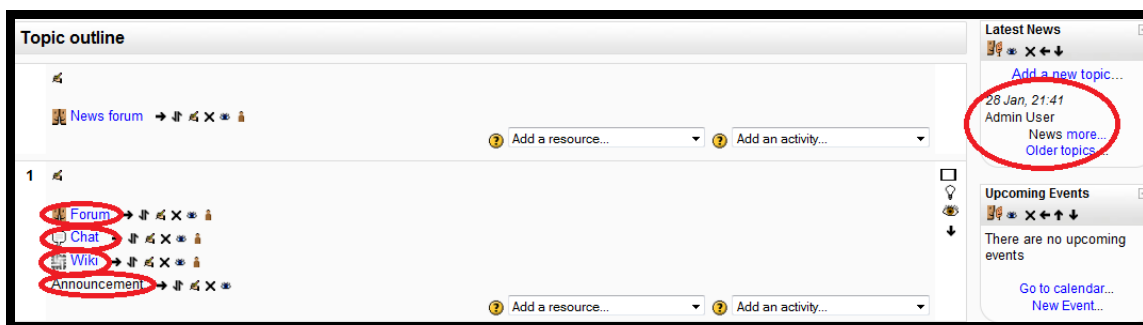 Topic outline
News forum
Add a resource... Add an activity...
1
Forum
Chat
Wiki
Announcement
Add a resource... Add an activity...
Latest News
Add a new topic...
28 Jan, 21:41
Admin User
News more...
Older topics ...
Upcoming Events
There are no upcoming
events
Go to calendar...
New Event...